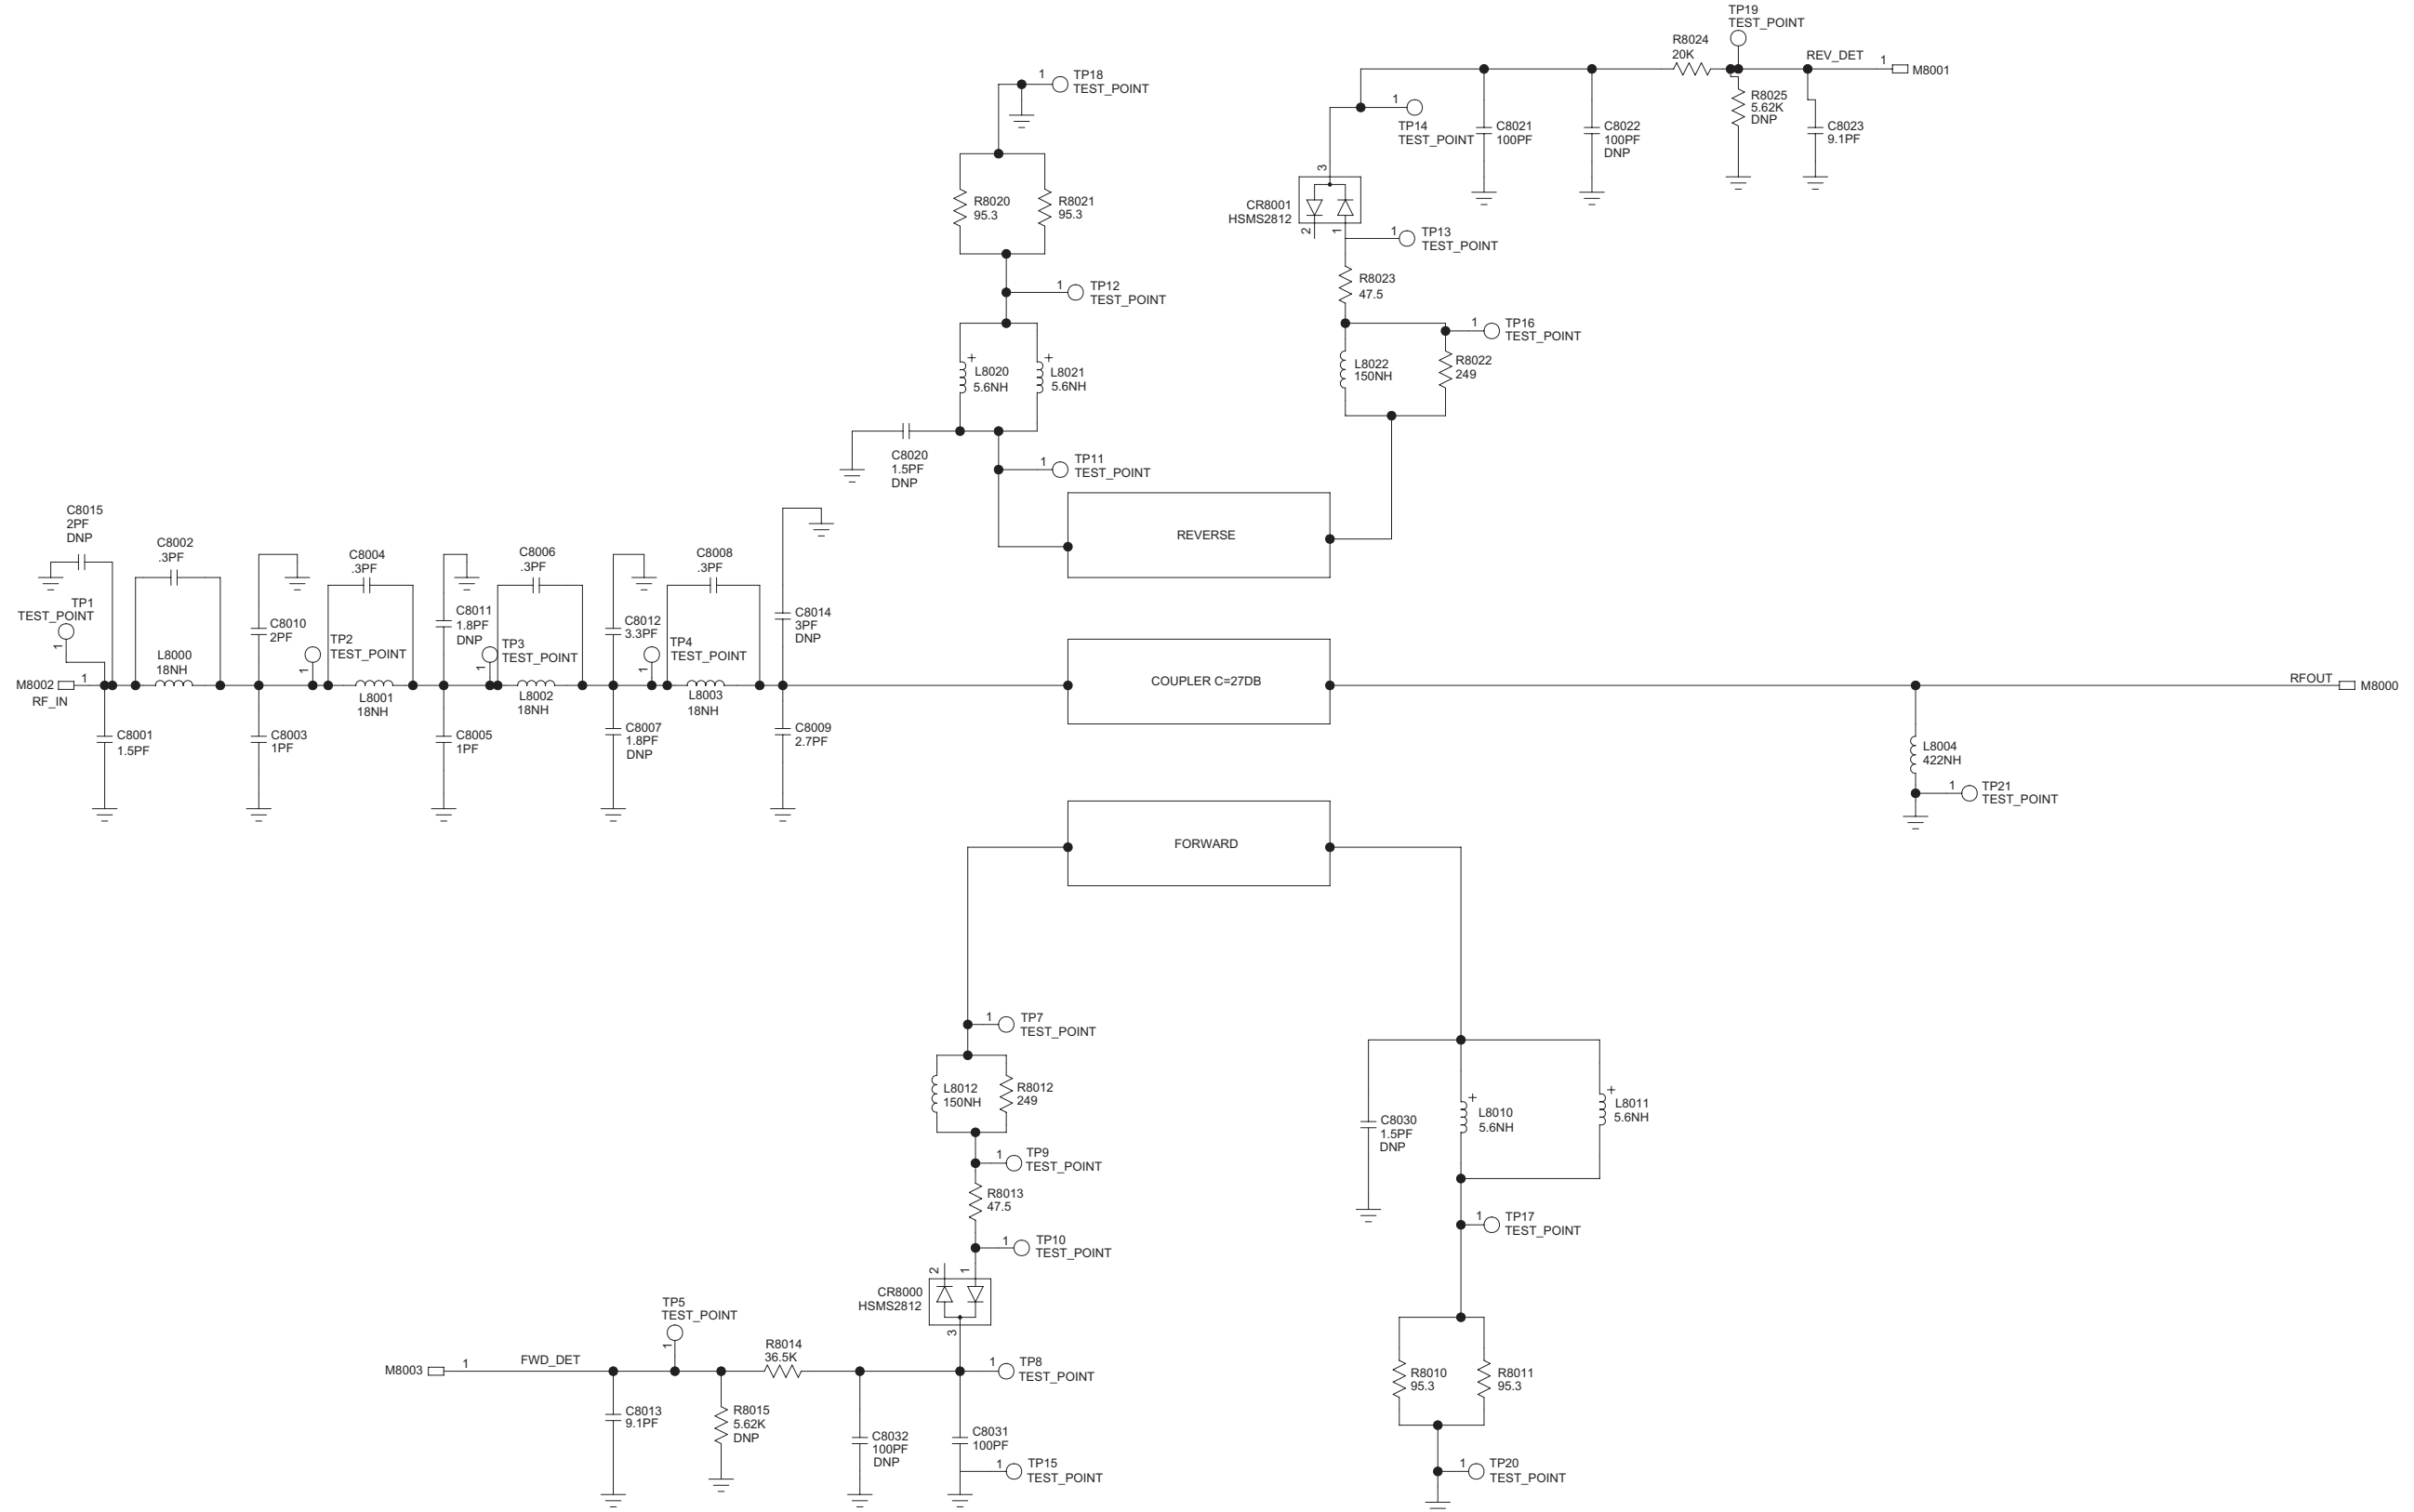 TP19
TEST_POINT
R8024
20K
REV_DET
1
M8001
1
TP18
TEST_POINT
R8025
5.62K
DNP
1
TP14
TEST_POINT
C8021
100PF
C8022
100PF
DNP
C8023
9.1PF
3
R8020
95.3
R8021
95.3
CR8001
HSMS2812
2
1
1
TP13
TEST_POINT
R8023
47.5
1
TP12
TEST_POINT
1
TP16
TEST_POINT
+
L8020
5.6NH
+
L8021
5.6NH
L8022
150NH
R8022
249
C8020
1.5PF
DNP
1
TP11
TEST_POINT
REVERSE
C8015
2PF
DNP
C8002
.3PF
C8004
.3PF
C8006
.3PF
C8008
.3PF
TP1
TEST_POINT
1
C8010
2PF
TP2
TEST_POINT
1
C8011
1.8PF
DNP
TP3
TEST_POINT
1
C8012
3.3PF
TP4
TEST_POINT
1
C8014
3PF
DNP
L8000
18NH
M8002
1
RF_IN
L8001
18NH
L8002
18NH
L8003
18NH
COUPLER C=27DB
RFOUT
M8000
C8001
1.5PF
C8003
1PF
C8005
1PF
C8007
1.8PF
DNP
C8009
2.7PF
L8004
422NH
1
TP21
TEST_POINT
FORWARD
1
TP7
TEST_POINT
L8012
150NH
R8012
249
C8030
1.5PF
DNP
+
L8010
5.6NH
+
L8011
5.6NH
1
TP9
TEST_POINT
R8013
47.5
1
TP17
TEST_POINT
1
TP10
TEST_POINT
2
1
CR8000
HSMS2812
3
TP5
TEST_POINT
1
R8014
36.5K
M8003
1
FWD_DET
1
TP8
TEST_POINT
R8010
95.3
R8011
95.3
C8013
9.1PF
R8015
5.62K
DNP
C8032
100PF
DNP
C8031
100PF
1
TP15
TEST_POINT
1
TP20
TEST_POINT